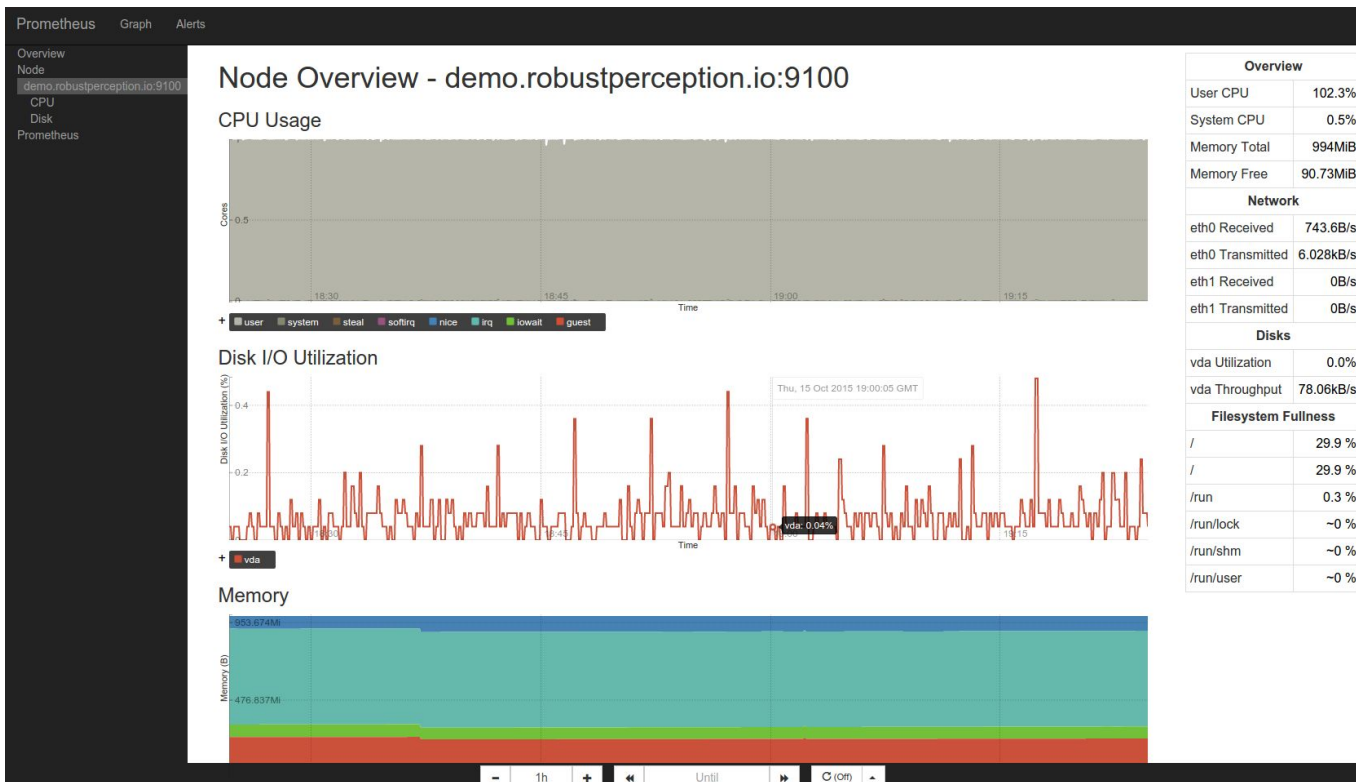 Prometheus Graph Alerts
Overview
Node
demo.robustperception.io:9100
CPU
Disk
Prometheus
Node Overview - demo.robustperception.io:9100
CPU Usage
Cores
0.5
0
18:30 18:45 19:00 19:15
Time
+ user system steal softirq nice irq iowait guest
Disk I/O Utilization
Disk I/O Utilization (%)
Thu, 15 Oct 2015 19:00:05 GMT
0.4
0.2
vda: 0.04%
18:30 18:45 19:15
Time
+ vda
Memory
Memory (B)
953.674Mi
476.837Mi
Overview
User CPU 102.3%
System CPU 0.5%
Memory Total 994MiB
Memory Free 90.73MiB
Network
eth0 Received 743.6B/s
eth0 Transmitted 6.028kB/s
eth1 Received 0B/s
eth1 Transmitted 0B/s
Disks
vda Utilization 0.0%
vda Throughput 78.06kB/s
Filesystem Fullness
/ 29.9 %
/ 29.9 %
/run 0.3 %
/run/lock ~0 %
/run/shm ~0 %
/run/user ~0 %
- 1h + Until (Off)